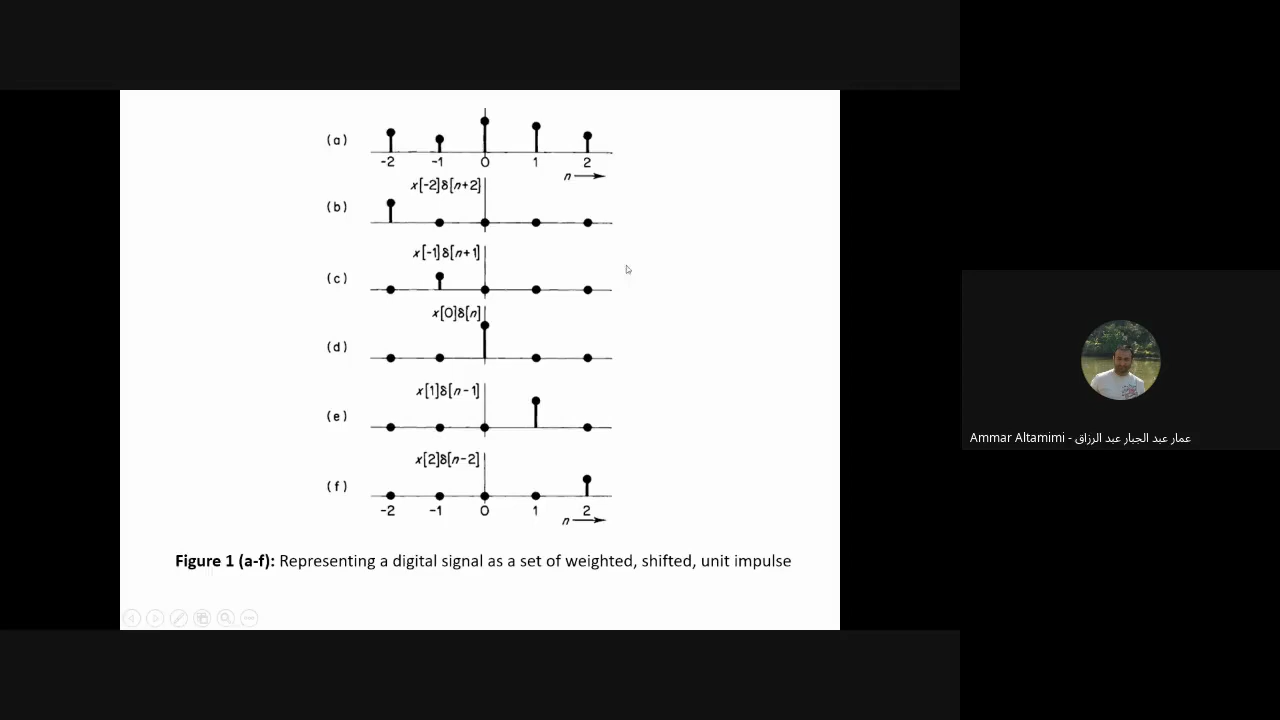 (a)
-2 -1 0 1 2
n
x[-2]δ[n+2]
(b)
x[-1]δ[n+1]
(c)
x[0]δ[n]
(d)
x[1]δ[n-1]
(e)
x[2]δ[n-2]
(f)
-2 -1 0 1 2
n
Figure 1 (a-f): Representing a digital signal as a set of weighted, shifted, unit impulse
Ammar Altamimi - عمار عبد الجبار عبد الرزاق